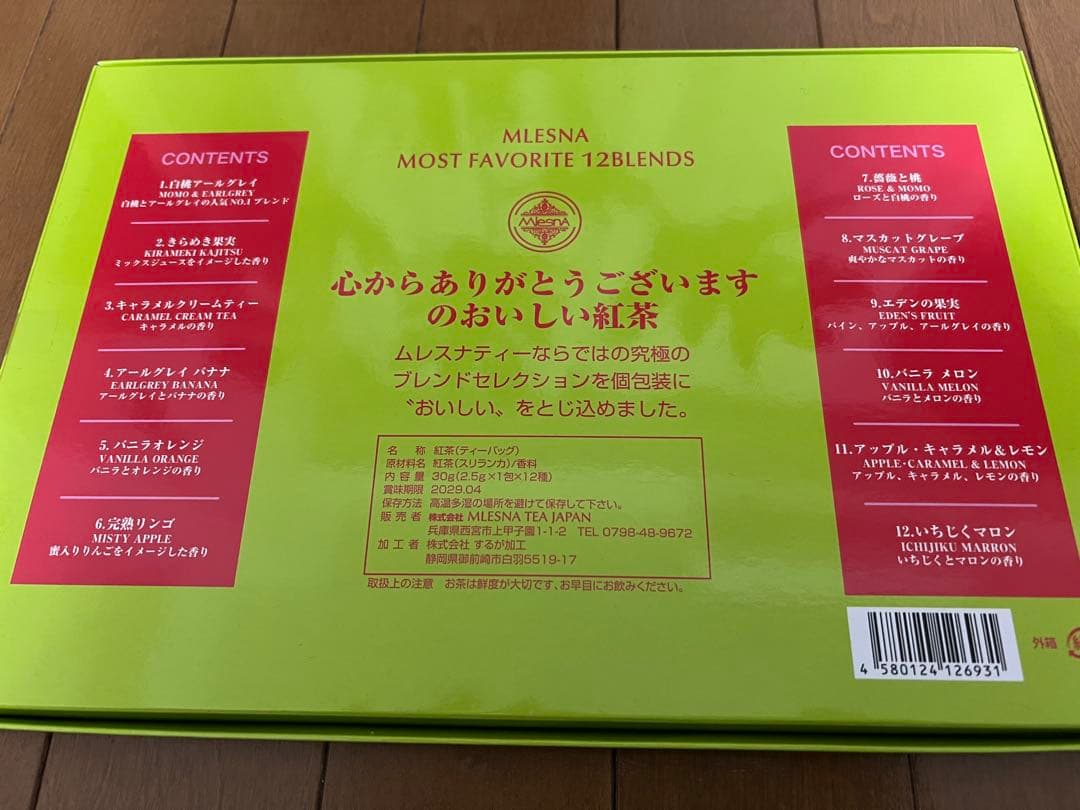 MLESNA
MOST FAVORITE 12BLENDS
MlesnA
心からありがとうございます
のおいしい紅茶
ムレスナティーならではの究極の
ブレンドセレクションを個包装に
〝おいしい〟をとじ込めました。
CONTENTS
1.白桃アールグレイ
MOMO & EARLGREY
白桃とアールグレイの人気NO.1ブレンド
2.きらめき果実
KIRAMEKI KAJITSU
ミックスジュースをイメージした香り
3.キャラメルクリームティー
CARAMEL CREAM TEA
キャラメルの香り
4.アールグレイ バナナ
EARLGREY BANANA
アールグレイとバナナの香り
5.バニラオレンジ
VANILLA ORANGE
バニラとオレンジの香り
6.完熟リンゴ
MISTY APPLE
蜜入りりんごをイメージした香り
CONTENTS
7.薔薇と桃
ROSE & MOMO
ローズと白桃の香り
8.マスカットグレープ
MUSCAT GRAPE
爽やかなマスカットの香り
9.エデンの果実
EDEN'S FRUIT
パイン、アップル、アールグレイの香り
10.バニラ メロン
VANILLA MELON
バニラとメロンの香り
11.アップル・キャラメル&レモン
APPLE・CARAMEL & LEMON
アップル、キャラメル、レモンの香り
12.いちじくマロン
ICHIJIKU MARRON
いちじくとマロンの香り
名称 紅茶(ティーバッグ)
原材料名 紅茶(スリランカ)/香料
内容量 30g(2.5g×1包×12種)
賞味期限 2029.04
保存方法 高温多湿の場所を避けて保存して下さい。
販売者 株式会社 MLESNA TEA JAPAN
兵庫県西宮市上甲子園1-1-2 TEL 0798-48-9672
加工者 株式会社 するが加工
静岡県御前崎市白羽5519-17
取扱上の注意 お茶は鮮度が大切です、お早目にお飲みください。
外箱
4 580124 126931